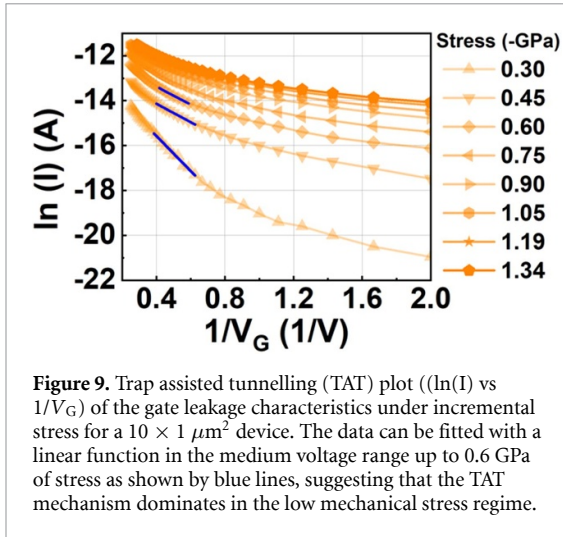 Stress (-GPa)
0.30
0.45
0.60
0.75
0.90
1.05
1.19
1.34
ln (I) (A)
-12
-14
-16
-18
-20
-22
0.4 0.8 1.2 1.6 2.0
1/V_G (1/V)
Figure 9. Trap assisted tunnelling (TAT) plot ((ln(I) vs
1/V_G) of the gate leakage characteristics under incremental
stress for a 10 × 1 μm² device. The data can be fitted with a
linear function in the medium voltage range up to 0.6 GPa
of stress as shown by blue lines, suggesting that the TAT
mechanism dominates in the low mechanical stress regime.